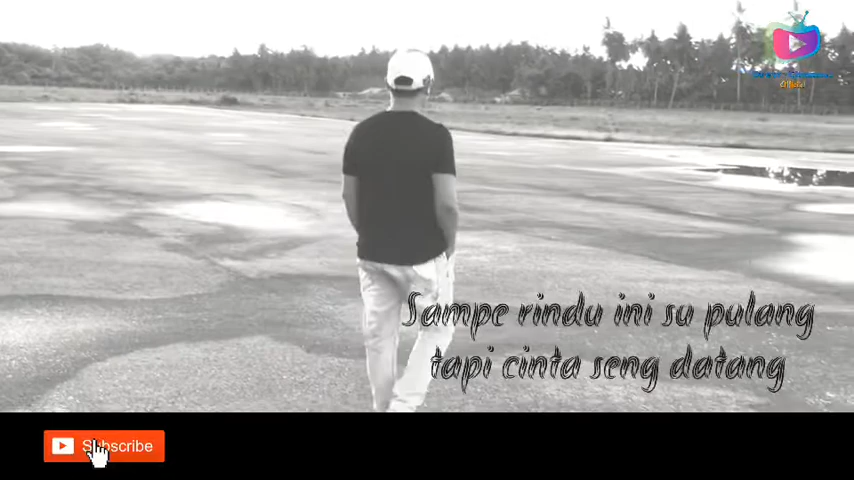 Sampe rindu ini su pulang
tapi cinta seng datang
Subscribe